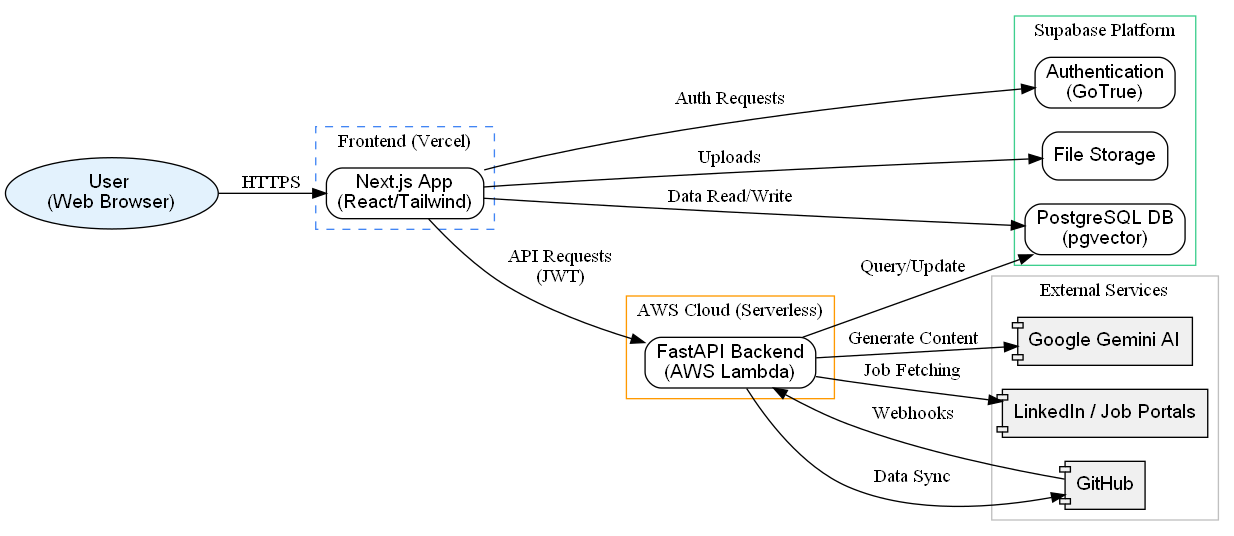 Supabase Platform
Authentication
(GoTrue)
Auth Requests
Frontend (Vercel)
File Storage
Uploads
User
(Web Browser)
HTTPS
Next.js App
(React/Tailwind)
Data Read/Write
PostgreSQL DB
(pgvector)
API Requests
(JWT)
Query/Update
External Services
AWS Cloud (Serverless)
FastAPI Backend
(AWS Lambda)
Generate Content
Google Gemini AI
Job Fetching
LinkedIn / Job Portals
Webhooks
Data Sync
GitHub